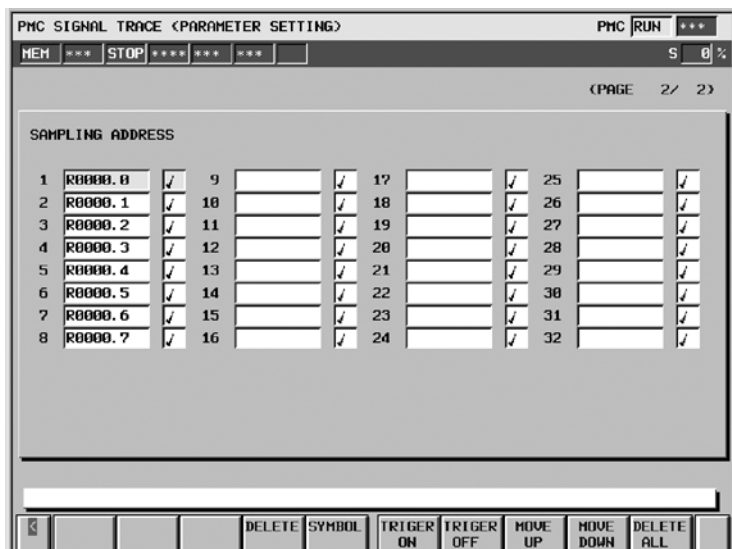 PMC SIGNAL TRACE (PARAMETER SETTING) PMC RUN ***
MEM *** STOP **** *** *** S 0 %
(PAGE 2/ 2)
SAMPLING ADDRESS
1 R0000.0 ✓ 9 ✓ 17 ✓ 25 ✓
2 R0000.1 ✓ 10 ✓ 18 ✓ 26 ✓
3 R0000.2 ✓ 11 ✓ 19 ✓ 27 ✓
4 R0000.3 ✓ 12 ✓ 20 ✓ 28 ✓
5 R0000.4 ✓ 13 ✓ 21 ✓ 29 ✓
6 R0000.5 ✓ 14 ✓ 22 ✓ 30 ✓
7 R0000.6 ✓ 15 ✓ 23 ✓ 31 ✓
8 R0000.7 ✓ 16 ✓ 24 ✓ 32 ✓
< DELETE SYMBOL TRIGER ON TRIGER OFF MOVE UP MOVE DOWN DELETE ALL